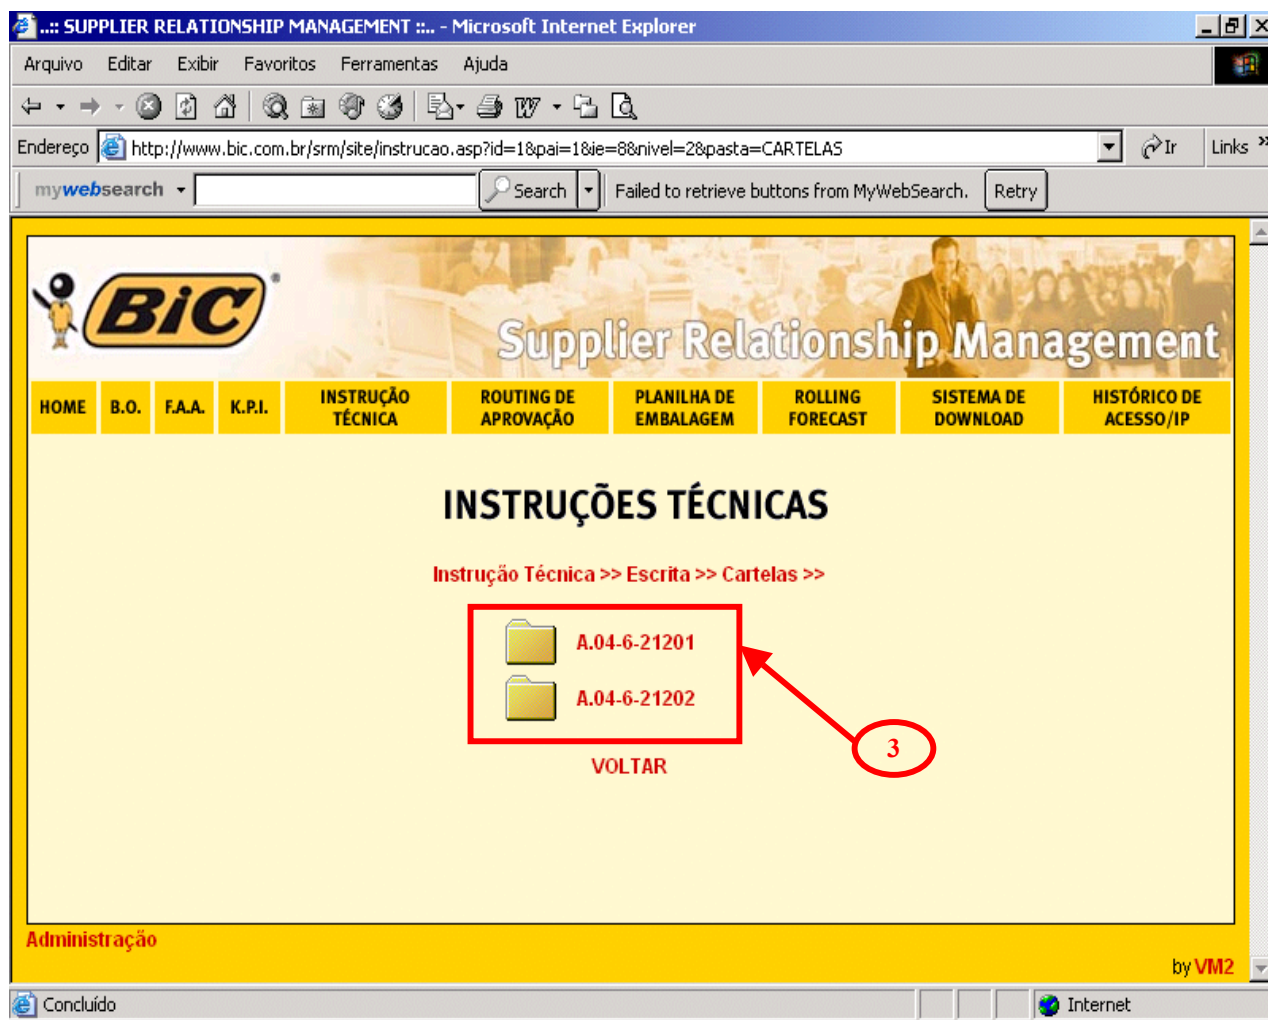 ..:: SUPPLIER RELATIONSHIP MANAGEMENT ::.. - Microsoft Internet Explorer
Arquivo Editar Exibir Favoritos Ferramentas Ajuda
Endereço http://www.bic.com.br/srm/site/instrucao.asp?id=1&pai=1&ie=8&nivel=2&pasta=CARTELAS Ir Links »
mywebsearch Search Failed to retrieve buttons from MyWebSearch. Retry
BiC®
Supplier Relationship Management
HOME B.O. F.A.A. K.P.I. INSTRUÇÃO TÉCNICA ROUTING DE APROVAÇÃO PLANILHA DE EMBALAGEM ROLLING FORECAST SISTEMA DE DOWNLOAD HISTÓRICO DE ACESSO/IP
INSTRUÇÕES TÉCNICAS
Instrução Técnica >> Escrita >> Cartelas >>
A.04-6-21201
A.04-6-21202
3
VOLTAR
Administração
by VM2
Concluído Internet